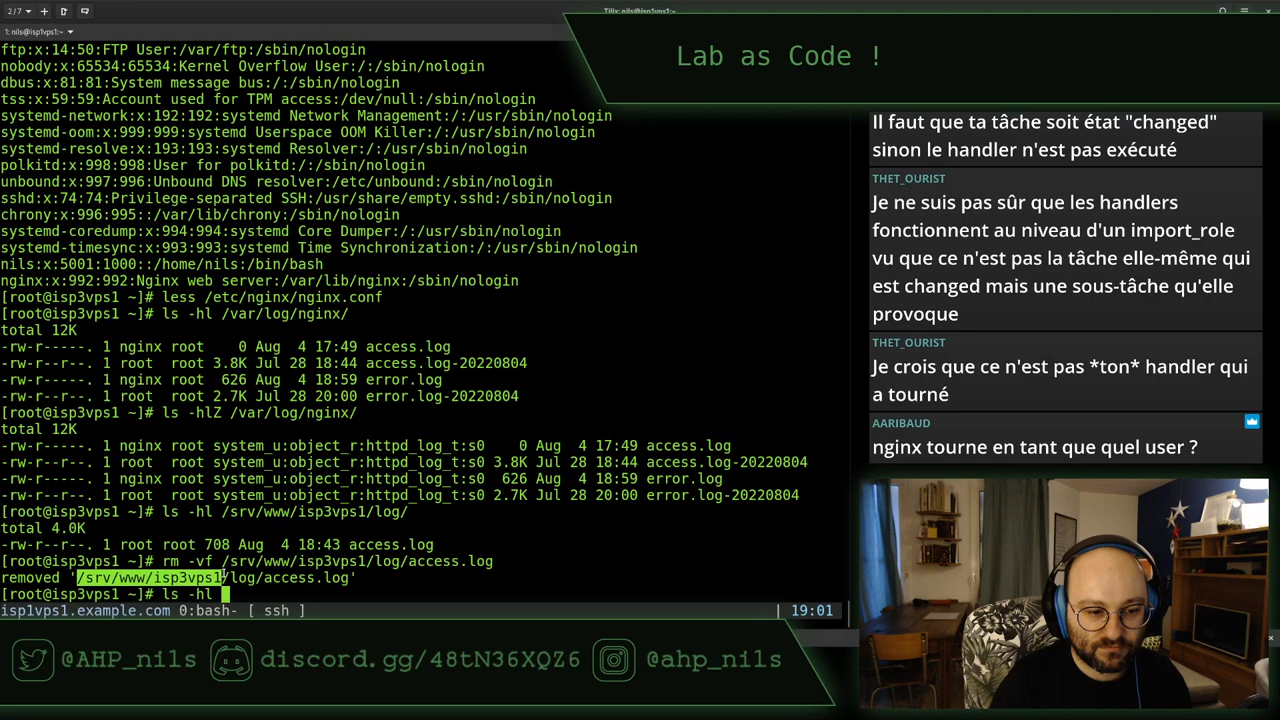 2/7
Tilix: nils@isp1vps1:~
1: nils@isp1vps1:~
ftp:x:14:50:FTP User:/var/ftp:/sbin/nologin
nobody:x:65534:65534:Kernel Overflow User:/:/sbin/nologin
dbus:x:81:81:System message bus:/:/sbin/nologin
tss:x:59:59:Account used for TPM access:/dev/null:/sbin/nologin
systemd-network:x:192:192:systemd Network Management:/:/usr/sbin/nologin
systemd-oom:x:999:999:systemd Userspace OOM Killer:/:/usr/sbin/nologin
systemd-resolve:x:193:193:systemd Resolver:/:/usr/sbin/nologin
polkitd:x:998:998:User for polkitd:/:/sbin/nologin
unbound:x:997:996:Unbound DNS resolver:/etc/unbound:/sbin/nologin
sshd:x:74:74:Privilege-separated SSH:/usr/share/empty.sshd:/sbin/nologin
chrony:x:996:995::/var/lib/chrony:/sbin/nologin
systemd-coredump:x:994:994:systemd Core Dumper:/:/usr/sbin/nologin
systemd-timesync:x:993:993:systemd Time Synchronization:/:/usr/sbin/nologin
nils:x:5001:1000::/home/nils:/bin/bash
nginx:x:992:992:Nginx web server:/var/lib/nginx:/sbin/nologin
[root@isp3vps1 ~]# less /etc/nginx/nginx.conf
[root@isp3vps1 ~]# ls -hl /var/log/nginx/
total 12K
-rw-r-----. 1 nginx root    0 Aug  4 17:49 access.log
-rw-r--r--. 1 root  root 3.8K Jul 28 18:44 access.log-20220804
-rw-r-----. 1 nginx root  626 Aug  4 18:59 error.log
-rw-r--r--. 1 root  root 2.7K Jul 28 20:00 error.log-20220804
[root@isp3vps1 ~]# ls -hlZ /var/log/nginx/
total 12K
-rw-r-----. 1 nginx root system_u:object_r:httpd_log_t:s0    0 Aug  4 17:49 access.log
-rw-r--r--. 1 root  root system_u:object_r:httpd_log_t:s0 3.8K Jul 28 18:44 access.log-20220804
-rw-r-----. 1 nginx root system_u:object_r:httpd_log_t:s0  626 Aug  4 18:59 error.log
-rw-r--r--. 1 root  root system_u:object_r:httpd_log_t:s0 2.7K Jul 28 20:00 error.log-20220804
[root@isp3vps1 ~]# ls -hl /srv/www/isp3vps1/log/
total 4.0K
-rw-r--r--. 1 root root 708 Aug  4 18:43 access.log
[root@isp3vps1 ~]# rm -vf /srv/www/isp3vps1/log/access.log
removed '/srv/www/isp3vps1/log/access.log'
[root@isp3vps1 ~]# ls -hl
isp1vps1.example.com 0:bash- [ ssh ] | 19:01
Lab as Code !
Il faut que ta tâche soit état "changed"
sinon le handler n'est pas exécuté
THET_OURIST
Je ne suis pas sûr que les handlers
fonctionnent au niveau d'un import_role
vu que ce n'est pas la tâche elle-même qui
est changed mais une sous-tâche qu'elle
provoque
THET_OURIST
Je crois que ce n'est pas *ton* handler qui
a tourné
AARIBAUD
nginx tourne en tant que quel user ?
@AHP_nils
discord.gg/48tN36XQZ6
@ahp_nils